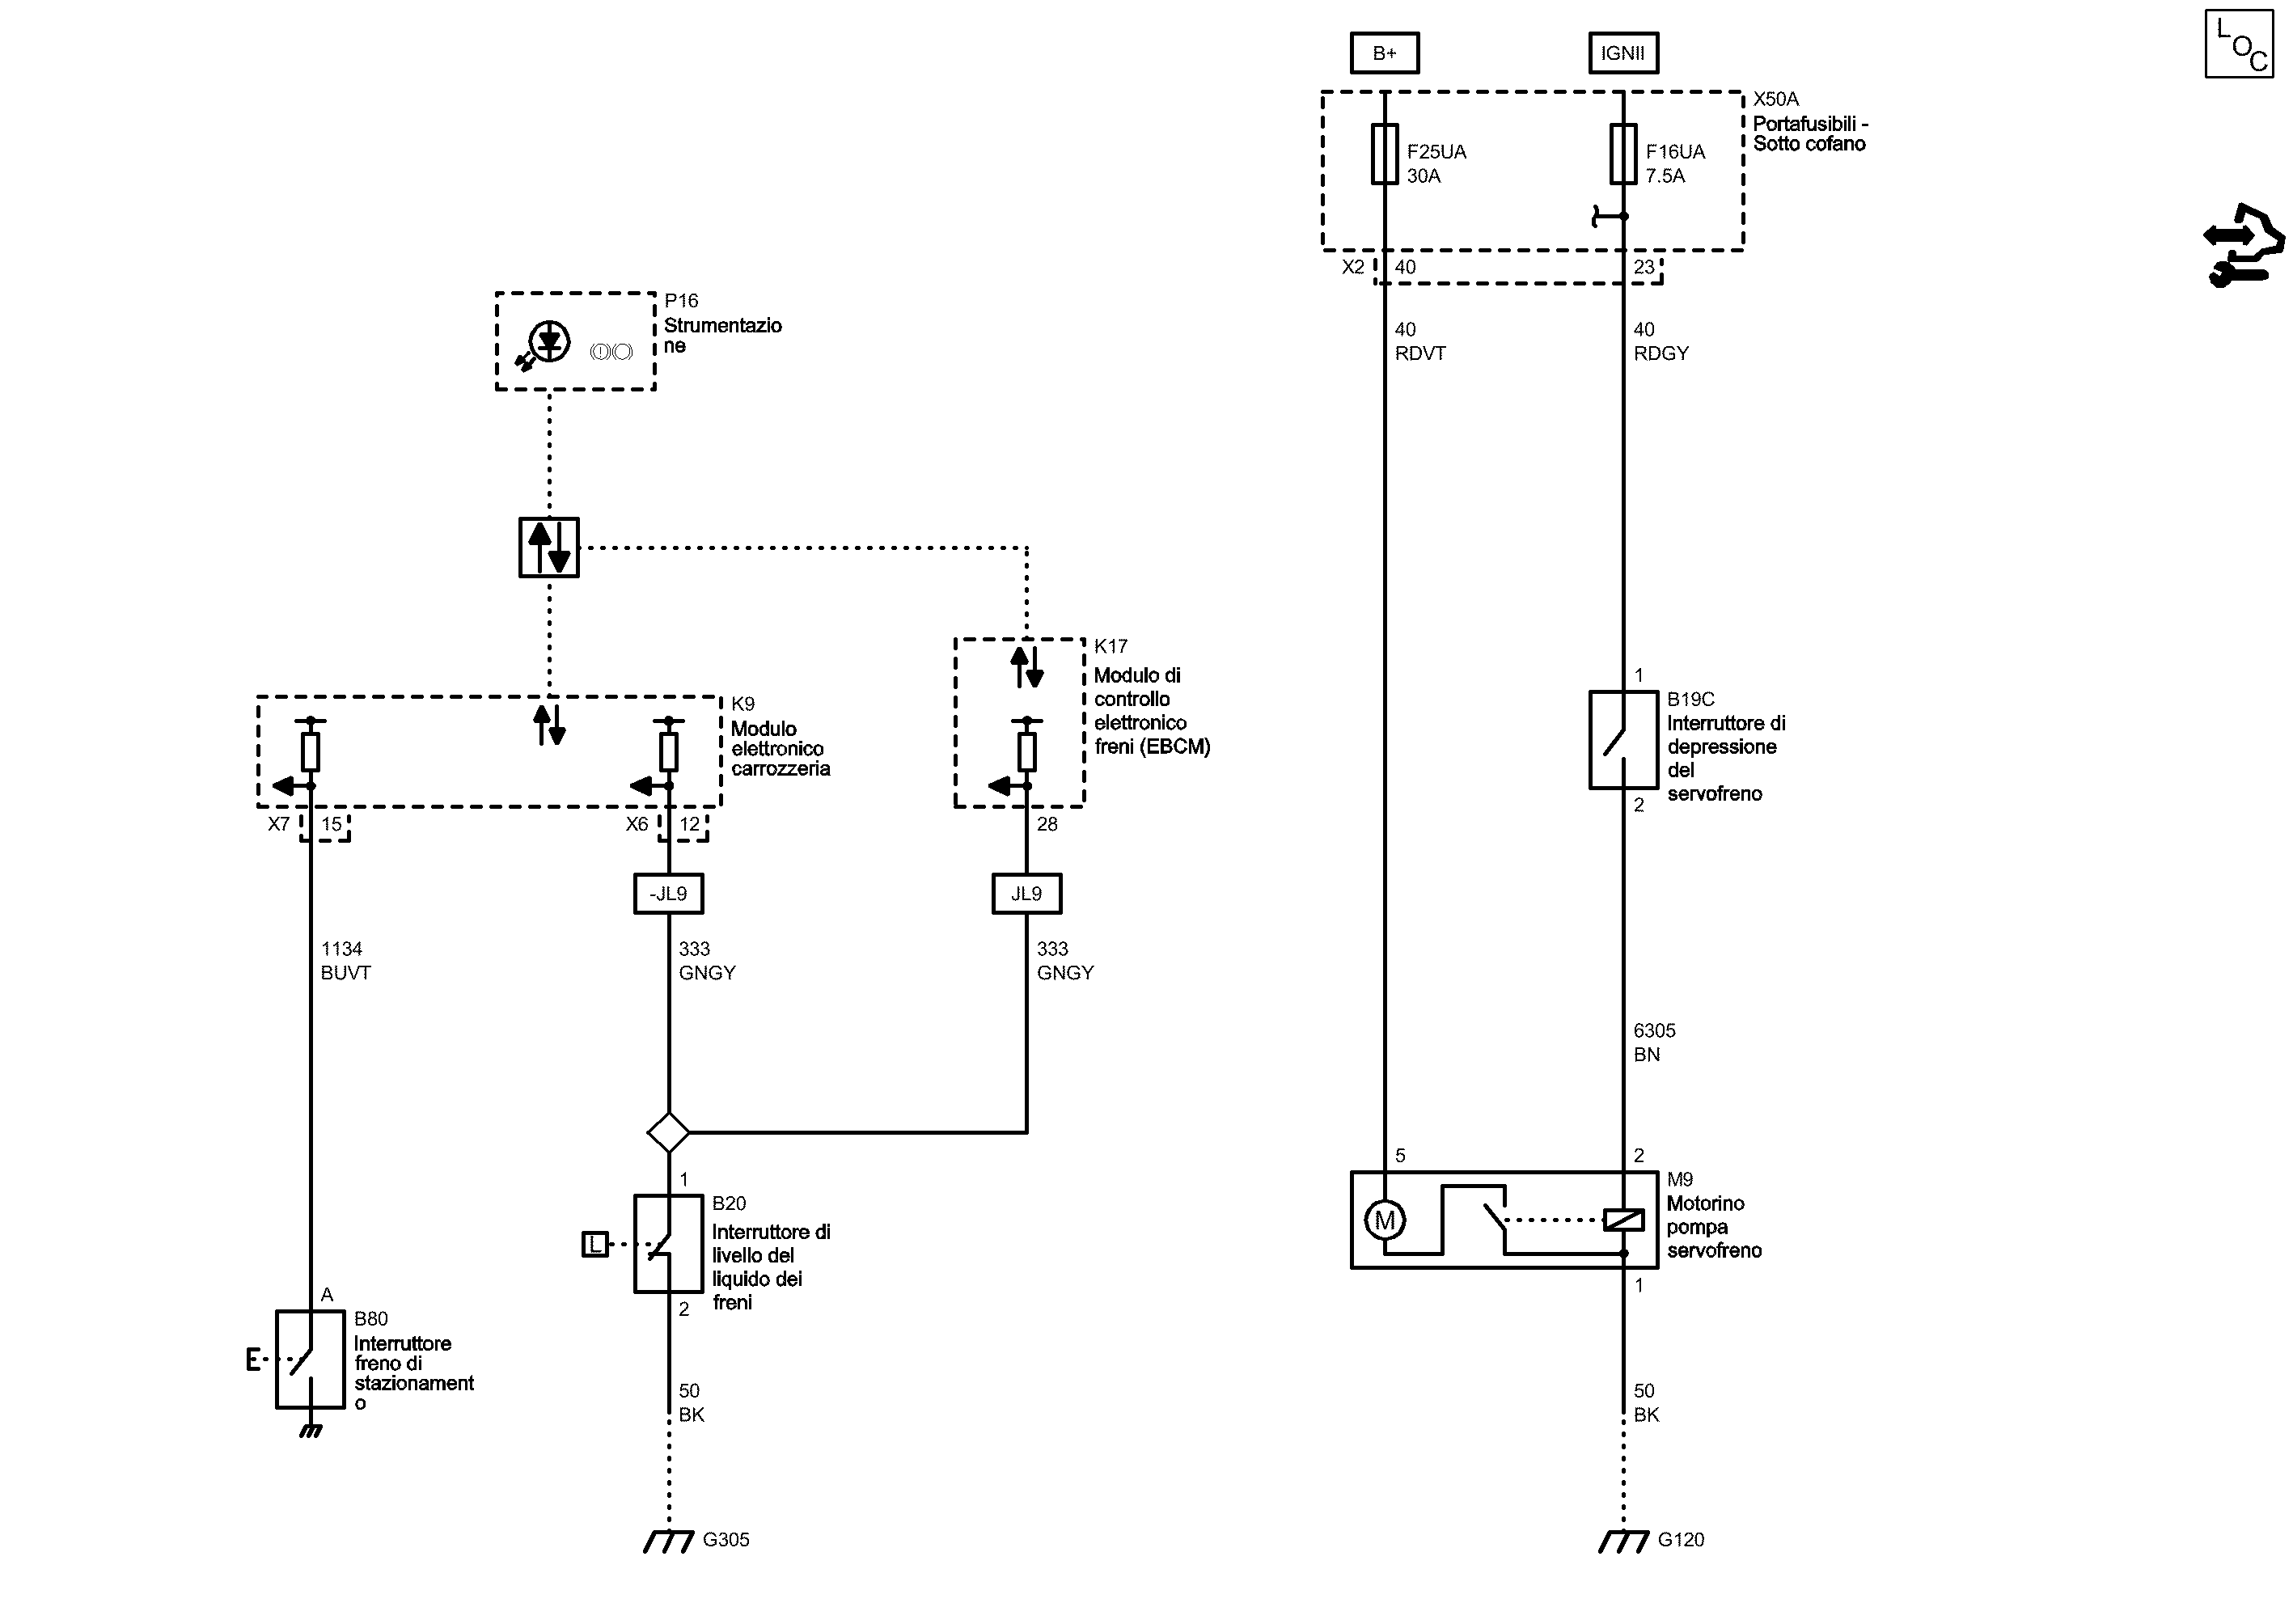 L
O
C
B+
IGNII
X50A
Portafusibili -
Sotto cofano
F25UA
30A
F16UA
7.5A
X2
40
23
40
RDVT
40
RDGY
P16
Strumentazio
ne
K17
Modulo di
controllo
elettronico
freni (EBCM)
K9
Modulo
elettronico
carrozzeria
1
B19C
Interruttore di
depressione
del
servofreno
2
X7
15
X6
12
28
-JL9
JL9
1134
BUVT
333
GNGY
333
GNGY
6305
BN
5
2
M9
Motorino
pompa
servofreno
M
1
1
B20
Interruttore di
livello del
liquido dei
freni
L
2
A
B80
Interruttore
freno di
stazionament
o
50
BK
50
BK
G305
G120